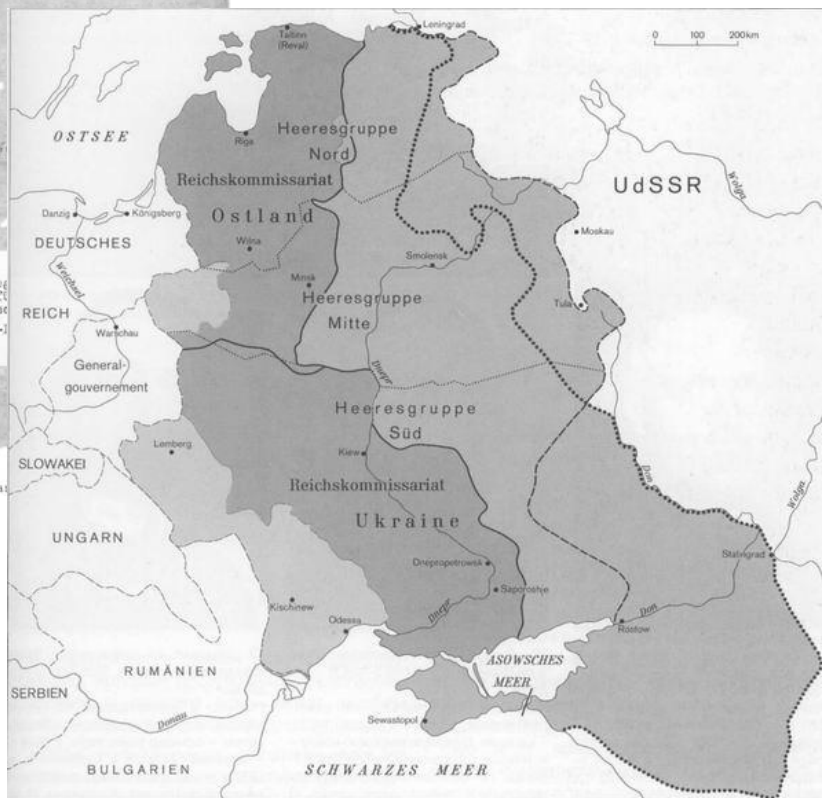 Leningrad
Tallinn
(Reval)
0 100 200km
OSTSEE
Heeresgruppe
Nord
Riga
UdSSR
Wolga
Reichskommissariat
Ostland
Danzig
Königsberg
DEUTSCHES
Moskau
Wilna
Smolensk
Weichsel
Minsk
REICH
Heeresgruppe
Mitte
Tula
Warschau
General-
gouvernement
Dnepr
Heeresgruppe
Süd
Lemberg
Kiew
SLOWAKEI
Don
Reichskommissariat
Ukraine
Wolga
UNGARN
Stalingrad
Dnepropetrowsk
Saporoshje
Kischinew
Dnepr
Don
Odessa
Rostow
ASOWSCHES
MEER
RUMÄNIEN
SERBIEN
Donau
Sewastopol
BULGARIEN
SCHWARZES MEER